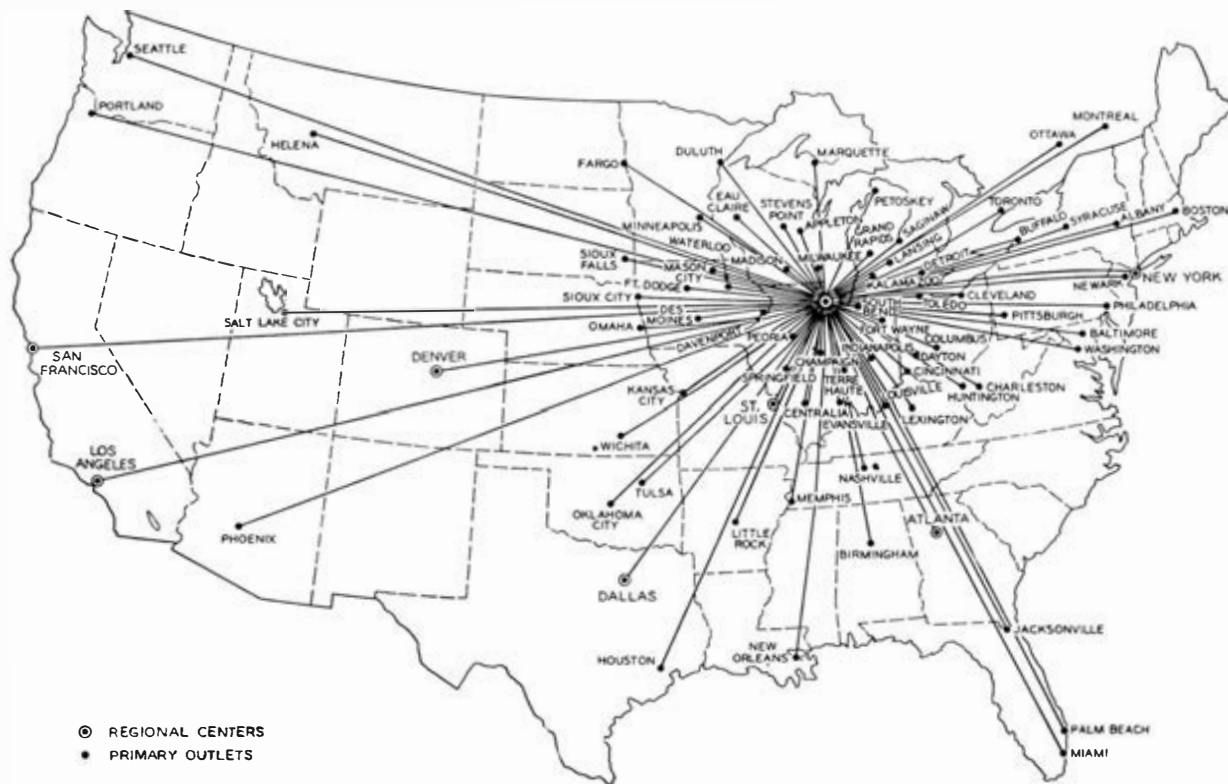 SEATTLE
PORTLAND
HELENA
FARGO
DULUTH
MARQUETTE
MONTREAL
OTTAWA
EAU
CLAIRE
STEVENS
POINT
APPLETON
PETOSKEY
GRAND
RAPIDS
SAGINAW
LANSING
TORONTO
BUFFALO
SYRACUSE
ALBANY
BOSTON
MINNEAPOLIS
WATERLOO
MADISON
MILWAUKEE
DETROIT
SIOUX
FALLS
MASON
CITY
FT. DODGE
KALAMAZOO
NEWARK
NEW YORK
SIOUX CITY
DES
MOINES
SOUTH
BEND
TOLEDO
CLEVELAND
PHILADELPHIA
SALT LAKE CITY
OMAHA
DAVENPORT
PEORIA
FORT WAYNE
PITTSBURGH
BALTIMORE
SAN
FRANCISCO
DENVER
CHAMPAIGN
INDIANAPOLIS
COLUMBUS
DAYTON
WASHINGTON
SPRINGFIELD
TERRE
HAUTE
CINCINNATI
KANSAS
CITY
LOUISVILLE
HUNTINGTON
CHARLESTON
ST.
LOUIS
CENTRALIA
EVANSVILLE
LEXINGTON
WICHITA
LOS
ANGELES
TULSA
NASHVILLE
OKLAHOMA
CITY
MEMPHIS
PHOENIX
LITTLE
ROCK
ATLANTA
BIRMINGHAM
DALLAS
JACKSONVILLE
HOUSTON
NEW
ORLEANS
REGIONAL CENTERS
PRIMARY OUTLETS
PALM BEACH
MIAMI